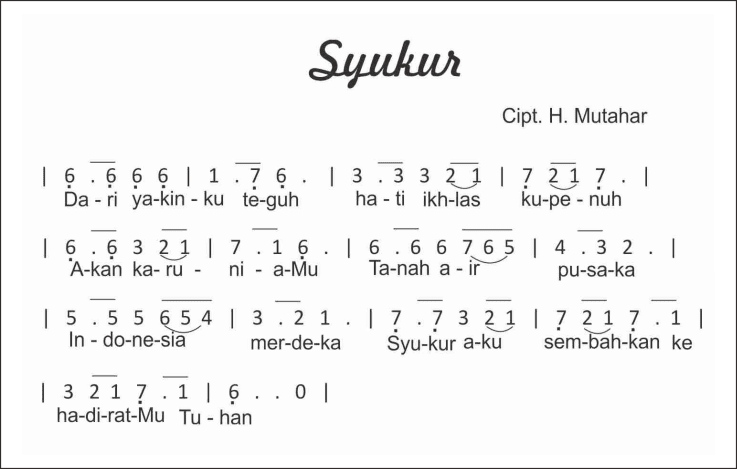 Syukur
Cipt. H. Mutahar
| 6̣ . 6̣ 6̣ 6̣ | 1 . 7̣ 6̣ . | 3 . 3 3 2 1 | 7̣ 2 1 7̣ . |
Da - ri ya-kin - ku te-guh ha - ti ikh-las ku-pe - nuh
| 6̣ . 6̣ 3 2 1 | 7̣ . 1 6̣ . | 6 . 6 6 7 6 5 | 4 . 3 2 . |
A-kan ka- ru - ni - a-Mu Ta-nah a - ir pu-sa-ka
| 5 . 5 5 6 5 4 | 3 . 2 1 . | 7̣ . 7̣ 3 2 1 | 7̣ 2 1 7̣ . 1 |
In - do-ne-sia mer-de-ka Syu-kur a-ku sem-bah-kan ke
| 3 2 1 7̣ . 1 | 6̣ . . 0 |
ha-di-rat-Mu Tu - han